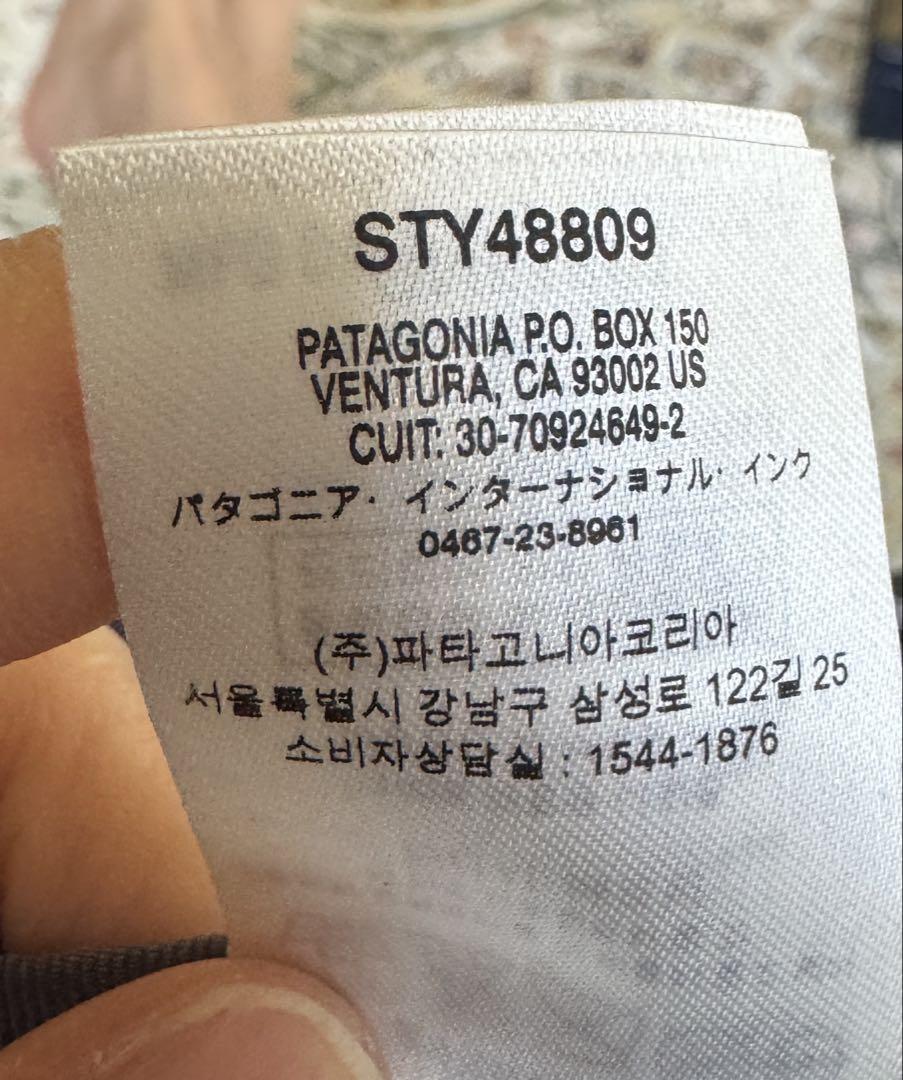 STY48809
PATAGONIA P.O. BOX 150
VENTURA, CA 93002 US
CUIT: 30-70924649-2
パタゴニア・インターナショナル・インク
0467-23-8961
(주)파타고니아코리아
서울특별시 강남구 삼성로 122길 25
소비자상담실 : 1544-1876